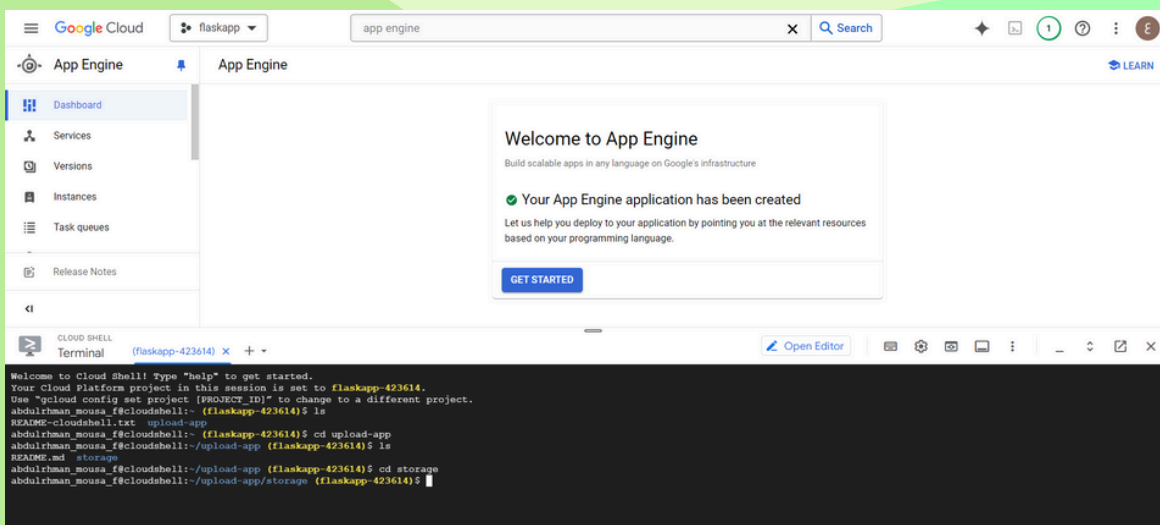 Google Cloud
flaskapp
app engine
Search
1
ع
App Engine
App Engine
LEARN
Dashboard
Services
Versions
Instances
Task queues
Release Notes
Welcome to App Engine
Build scalable apps in any language on Google's infrastructure
Your App Engine application has been created
Let us help you deploy to your application by pointing you at the relevant resources
based on your programming language.
GET STARTED
CLOUD SHELL
Terminal
(flaskapp-423614)
Open Editor
Welcome to Cloud Shell! Type "help" to get started.
Your Cloud Platform project in this session is set to flaskapp-423614.
Use "gcloud config set project [PROJECT_ID]" to change to a different project.
abdulrhman_mousa_f@cloudshell:~ (flaskapp-423614)$ ls
README-cloudshell.txt upload-app
abdulrhman_mousa_f@cloudshell:~ (flaskapp-423614)$ cd upload-app
abdulrhman_mousa_f@cloudshell:~/upload-app (flaskapp-423614)$ ls
README.md storage
abdulrhman_mousa_f@cloudshell:~/upload-app (flaskapp-423614)$ cd storage
abdulrhman_mousa_f@cloudshell:~/upload-app/storage (flaskapp-423614)$